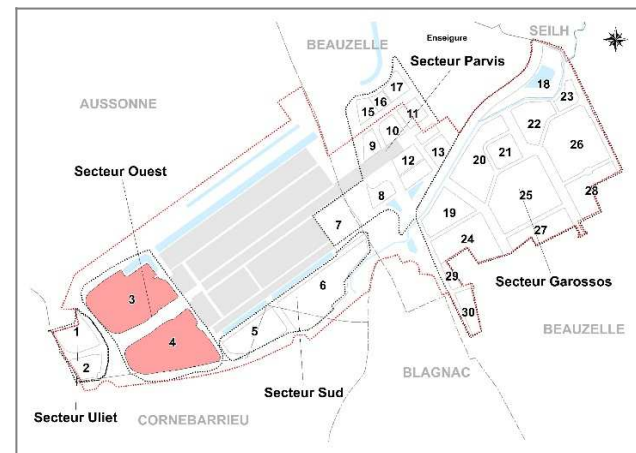 SEILH
BEAUZELLE
Enseigure
Secteur Parvis
AUSSONNE
17
16
15
11
10
9
12
13
8
18
23
22
26
20
21
25
28
19
27
24
Secteur Ouest
7
6
29
Secteur Garossos
3
30
1
4
5
2
BEAUZELLE
BLAGNAC
Secteur Sud
Secteur Uliet
CORNEBARRIEU